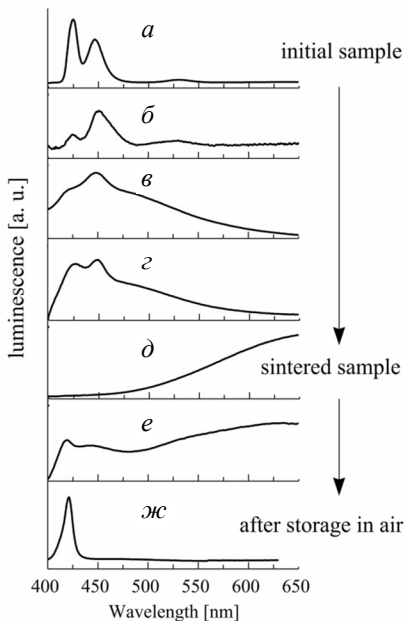 а
initial sample
б
в
г
luminescence [a. u.]
д
sintered sample
е
ж
after storage in air
400 450 500 550 600 650
Wavelength [nm]